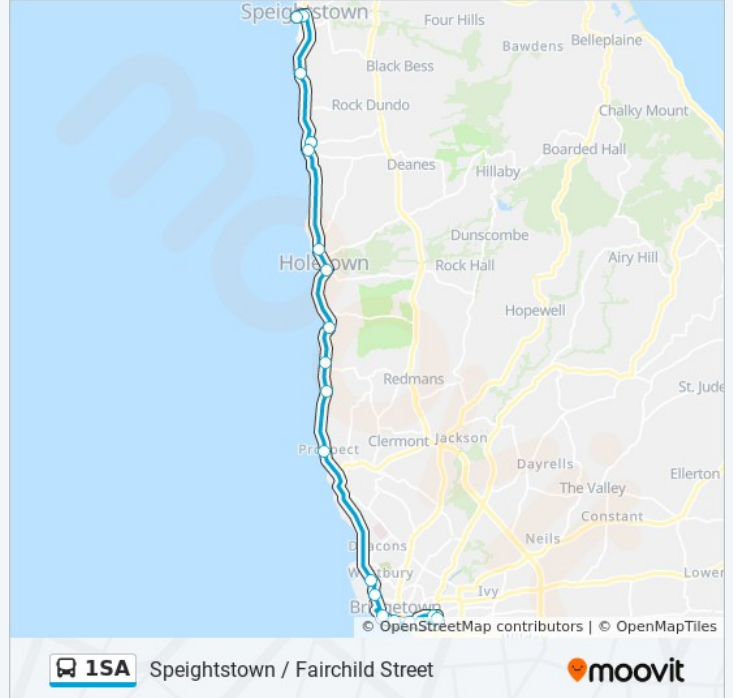 Speightstown
Four Hills
Bawdens
Belleplaine
Black Bess
Rock Dundo
Chalky Mount
Boarded Hall
Deanes
Hillaby
Dunscombe
Holetown
Rock Hall
Airy Hill
Hopewell
Redmans
St. Jude
Prospect
Clermont
Jackson
Dayrells
Ellerton
The Valley
Constant
Neils
Deacons
Westbury
Lower
Ivy
Bridgetown
© OpenStreetMap contributors | © OpenMapTiles
1SA Speightstown / Fairchild Street
moovit